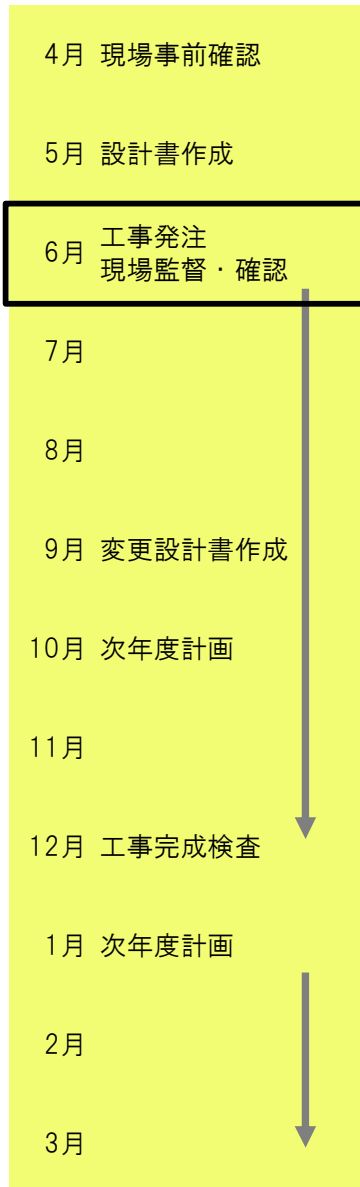 4月 現場事前確認
5月 設計書作成
6月 工事発注
現場監督・確認
7月
8月
9月 変更設計書作成
10月 次年度計画
11月
12月 工事完成検査
1月 次年度計画
2月
3月